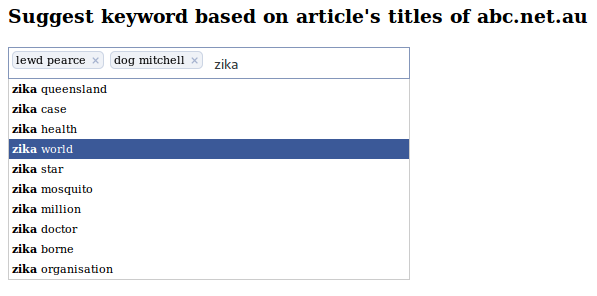 Suggest keyword based on article's titles of abc.net.au
lewd pearce × dog mitchell × zika
zika queensland
zika case
zika health
zika world
zika star
zika mosquito
zika million
zika doctor
zika borne
zika organisation